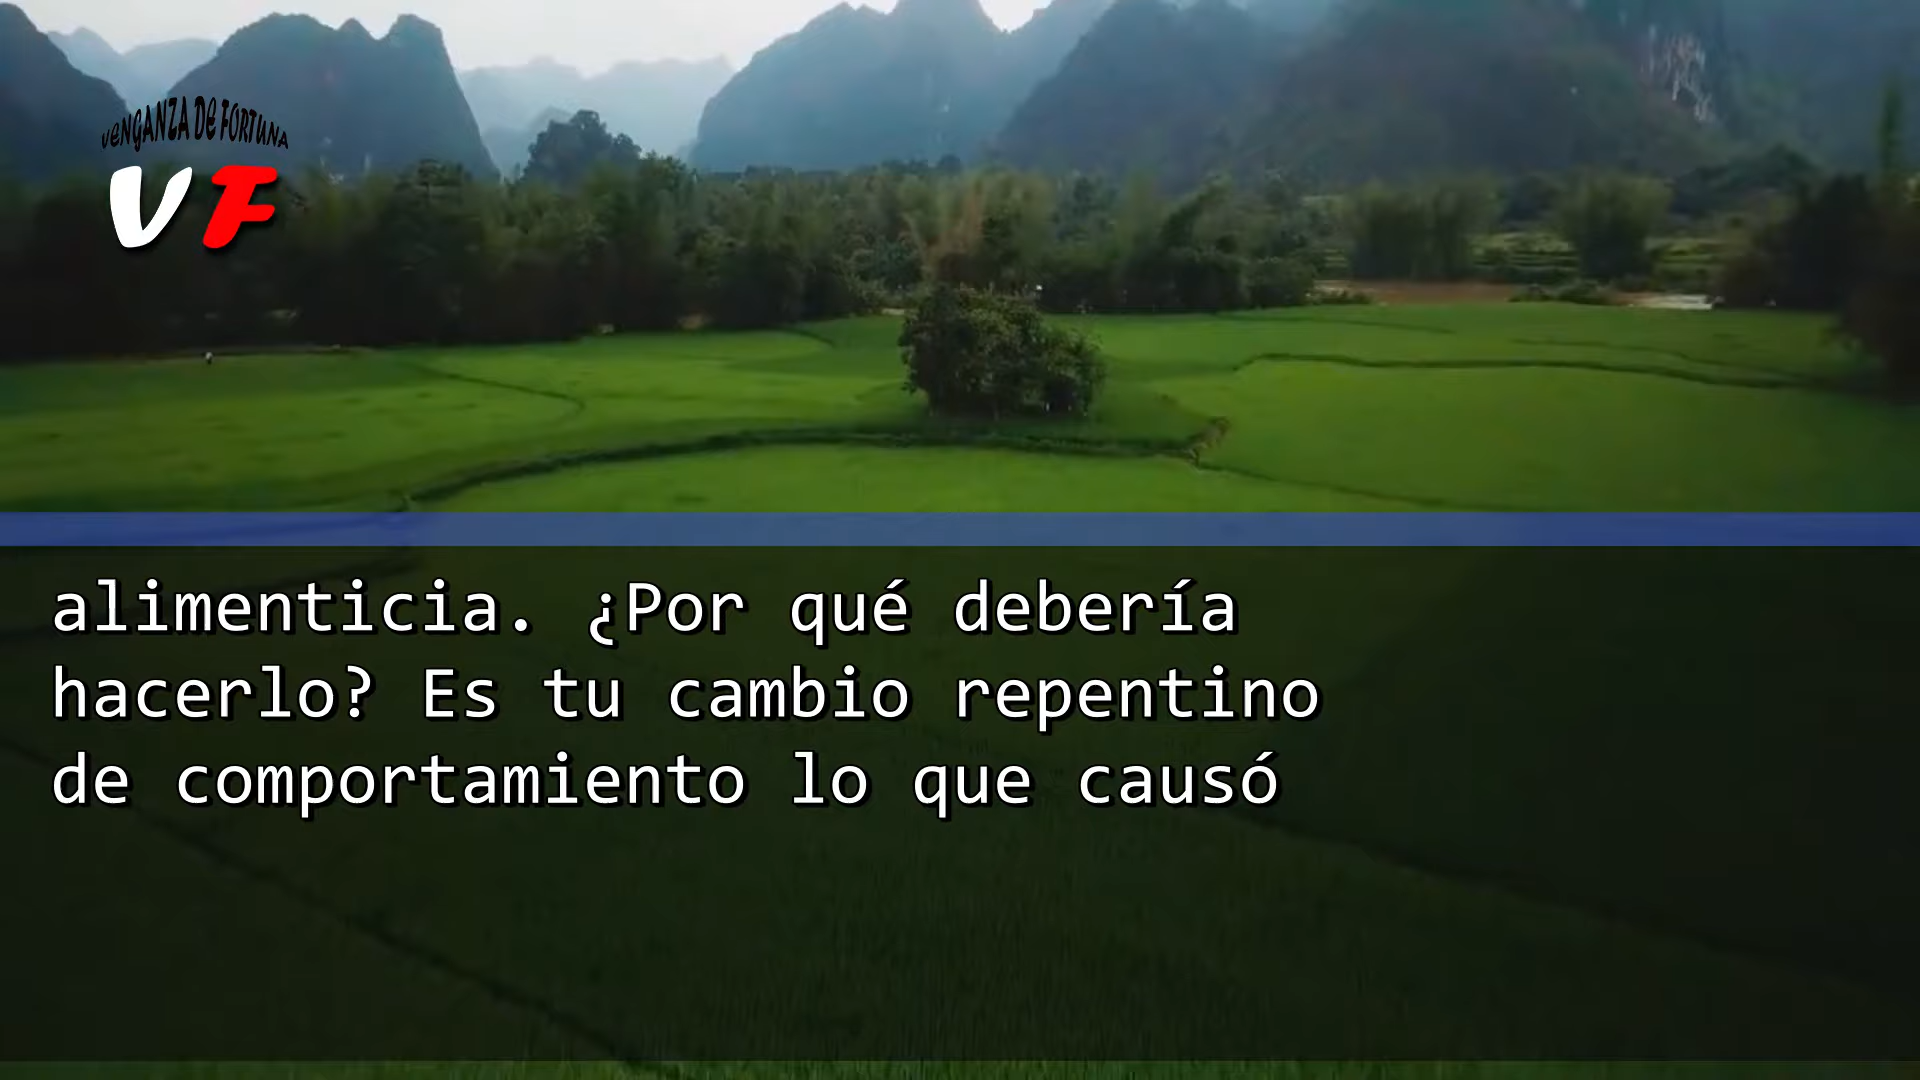 VENGANZA DE FORTUNA
VF
alimenticia. ¿Por qué debería
hacerlo? Es tu cambio repentino
de comportamiento lo que causó